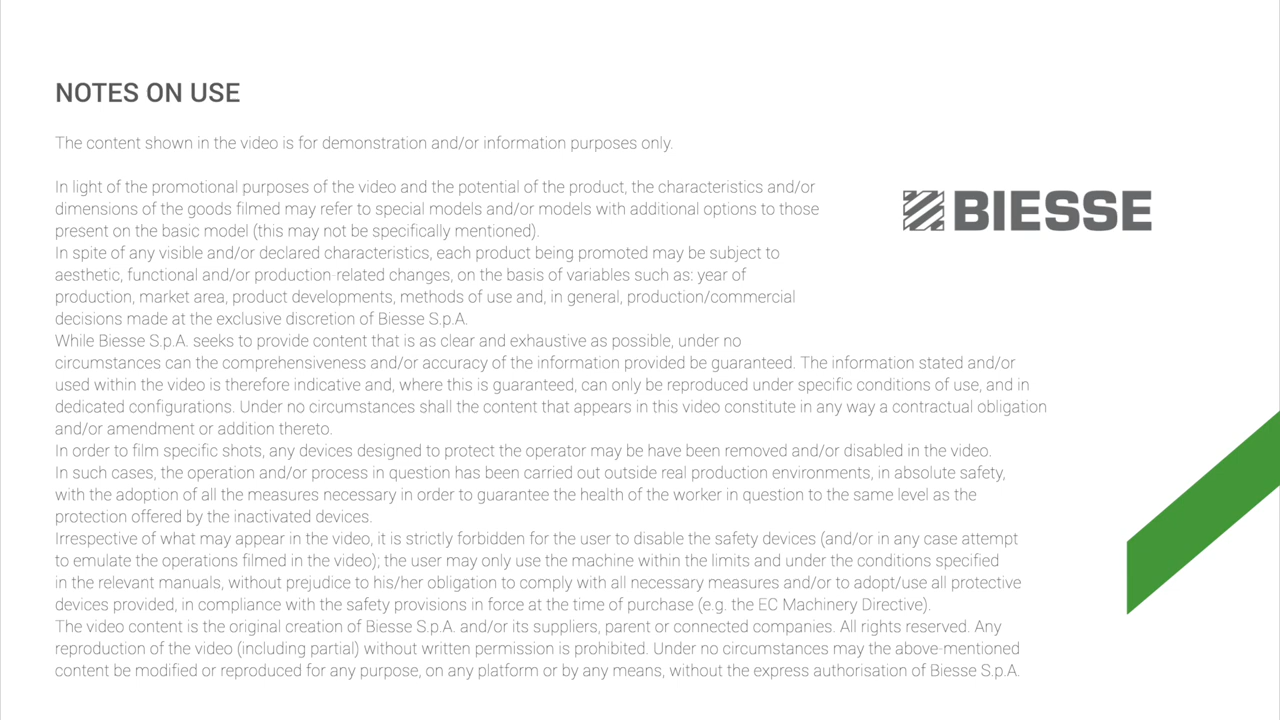 NOTES ON USE
The content shown in the video is for demonstration and/or information purposes only.
In light of the promotional purposes of the video and the potential of the product, the characteristics and/or
dimensions of the goods filmed may refer to special models and/or models with additional options to those
present on the basic model (this may not be specifically mentioned).
In spite of any visible and/or declared characteristics, each product being promoted may be subject to
aesthetic, functional and/or production-related changes, on the basis of variables such as: year of
production, market area, product developments, methods of use and, in general, production/commercial
decisions made at the exclusive discretion of Biesse S.p.A.
While Biesse S.p.A. seeks to provide content that is as clear and exhaustive as possible, under no
circumstances can the comprehensiveness and/or accuracy of the information provided be guaranteed. The information stated and/or
used within the video is therefore indicative and, where this is guaranteed, can only be reproduced under specific conditions of use, and in
dedicated configurations. Under no circumstances shall the content that appears in this video constitute in any way a contractual obligation
and/or amendment or addition thereto.
In order to film specific shots, any devices designed to protect the operator may be have been removed and/or disabled in the video.
In such cases, the operation and/or process in question has been carried out outside real production environments, in absolute safety,
with the adoption of all the measures necessary in order to guarantee the health of the worker in question to the same level as the
protection offered by the inactivated devices.
Irrespective of what may appear in the video, it is strictly forbidden for the user to disable the safety devices (and/or in any case attempt
to emulate the operations filmed in the video); the user may only use the machine within the limits and under the conditions specified
in the relevant manuals, without prejudice to his/her obligation to comply with all necessary measures and/or to adopt/use all protective
devices provided, in compliance with the safety provisions in force at the time of purchase (e.g. the EC Machinery Directive).
The video content is the original creation of Biesse S.p.A. and/or its suppliers, parent or connected companies. All rights reserved. Any
reproduction of the video (including partial) without written permission is prohibited. Under no circumstances may the above-mentioned
content be modified or reproduced for any purpose, on any platform or by any means, without the express authorisation of Biesse S.p.A.
BIESSE